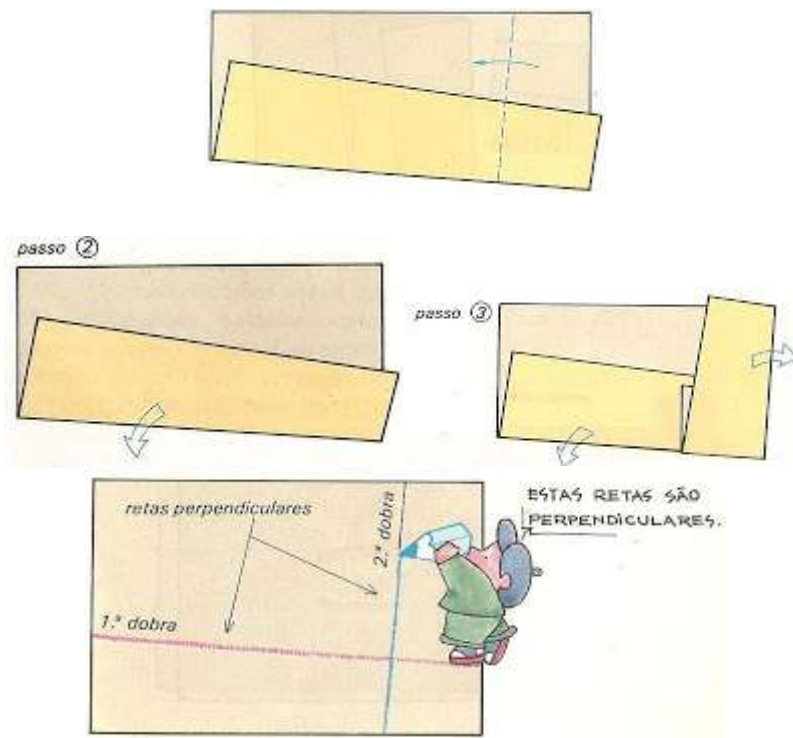 passo ②
passo ③
retas perpendiculares
2.ª dobra
1.ª dobra
ESTAS RETAS SÃO
PERPENDICULARES.